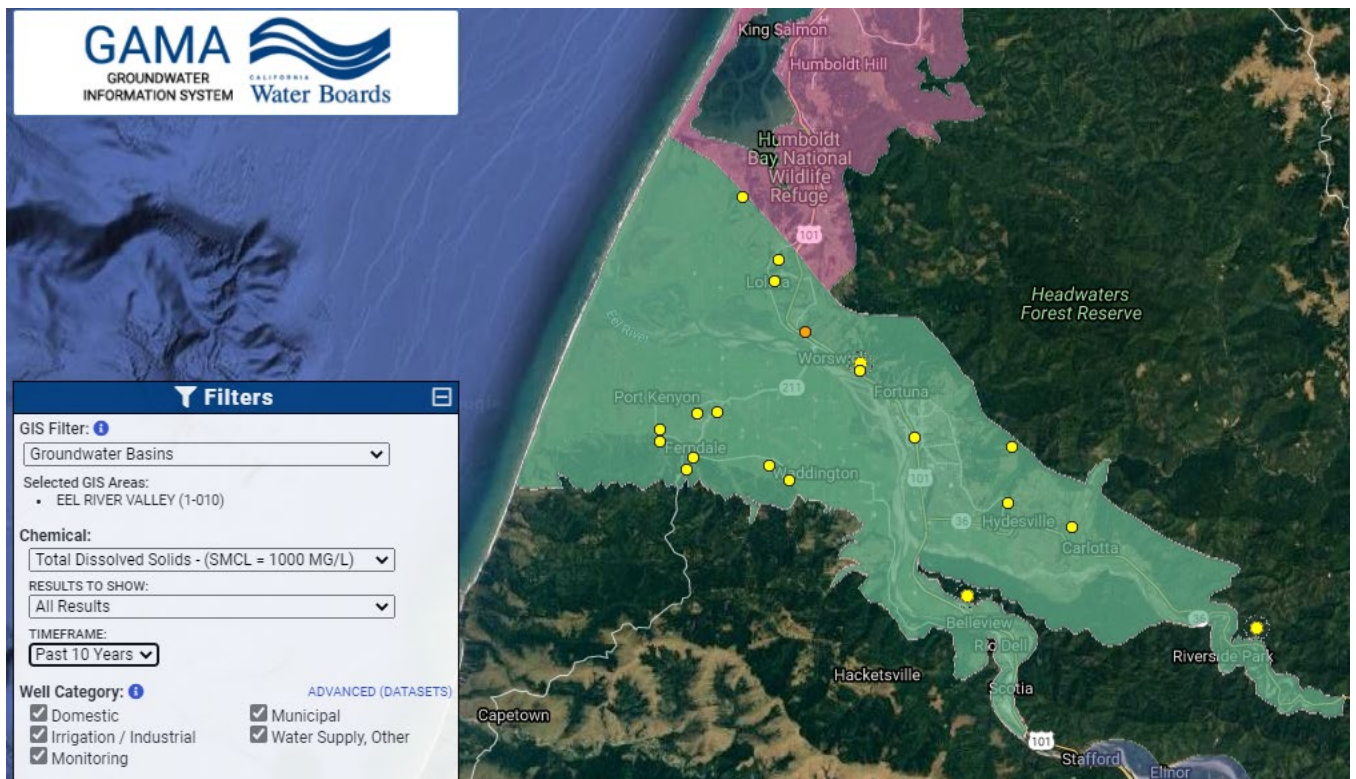 GAMA
GROUNDWATER
INFORMATION SYSTEM
CALIFORNIA
Water Boards
King Salmon
Humboldt Hill
Humboldt
Bay National
Wildlife
Refuge
101
Headwaters
Forest Reserve
Eel River
211
Port Kenyon
Fortuna
Ferndale
Waddington
101
36
Hydesville
Carlotta
Belleview
Rio Dell
Riverside Park
Hacketsville
Scotia
Capetown
101
Stafford
Elinor
Filters
GIS Filter:
Groundwater Basins
Selected GIS Areas:
• EEL RIVER VALLEY (1-010)
Chemical:
Total Dissolved Solids - (SMCL = 1000 MG/L)
RESULTS TO SHOW:
All Results
TIMEFRAME:
Past 10 Years
Well Category:
ADVANCED (DATASETS)
Domestic
Municipal
Irrigation / Industrial
Water Supply, Other
Monitoring